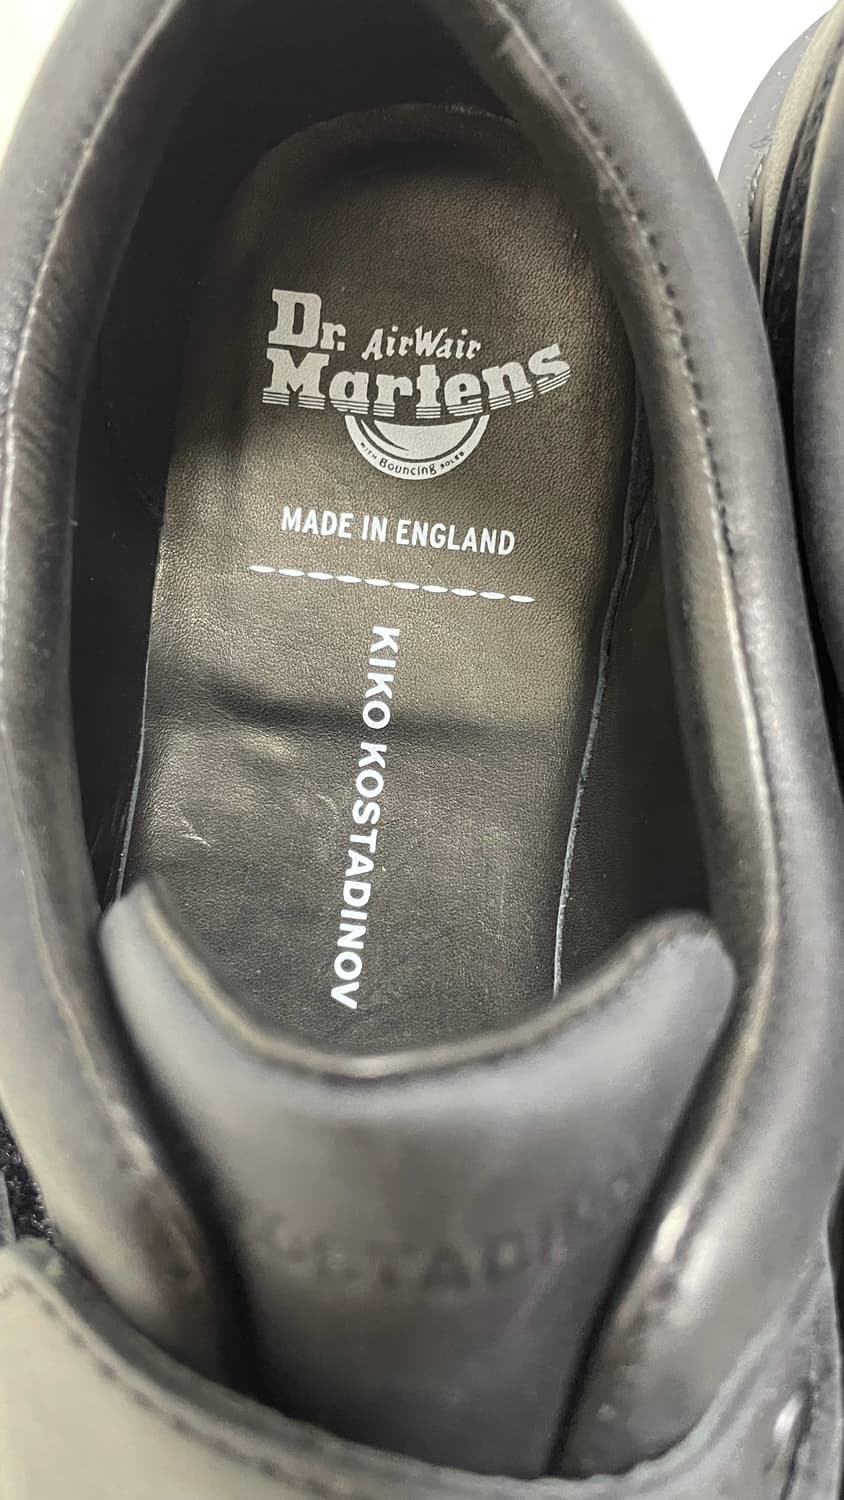 Dr. AirWair
Martens
WITH Bouncing SOLES
MADE IN ENGLAND
KIKO KOSTADINOV